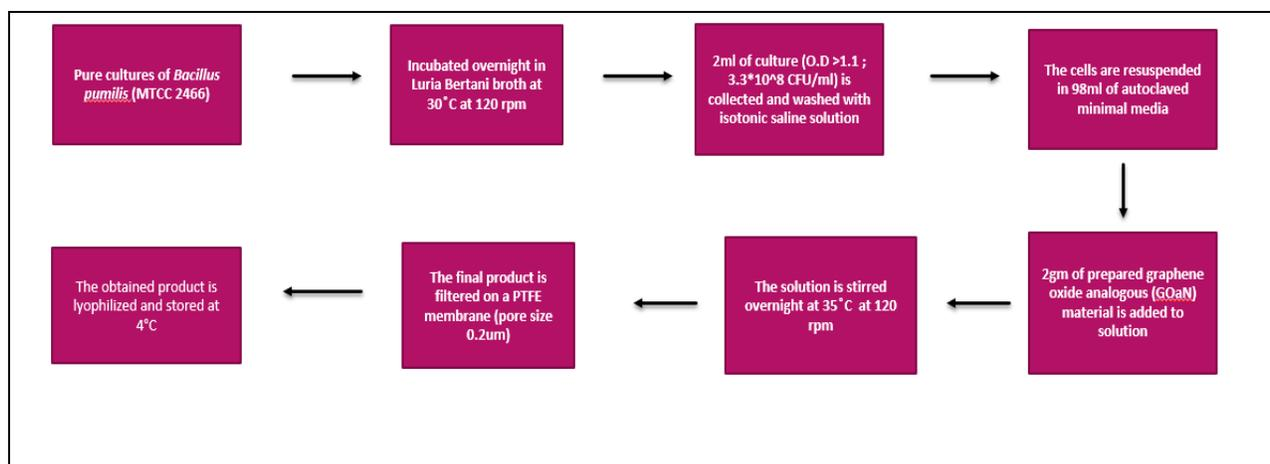 Pure cultures of Bacillus
pumilis (MTCC 2466)
Incubated overnight in
Luria Bertani broth at
30˚C at 120 rpm
2ml of culture (O.D >1.1 ;
3.3*10^8 CFU/ml) is
collected and washed with
isotonic saline solution
The cells are resuspended
in 98ml of autoclaved
minimal media
2gm of prepared graphene
oxide analogous (GOaN)
material is added to
solution
The solution is stirred
overnight at 35˚C at 120
rpm
The final product is
filtered on a PTFE
membrane (pore size
0.2um)
The obtained product is
lyophilized and stored at
4°C